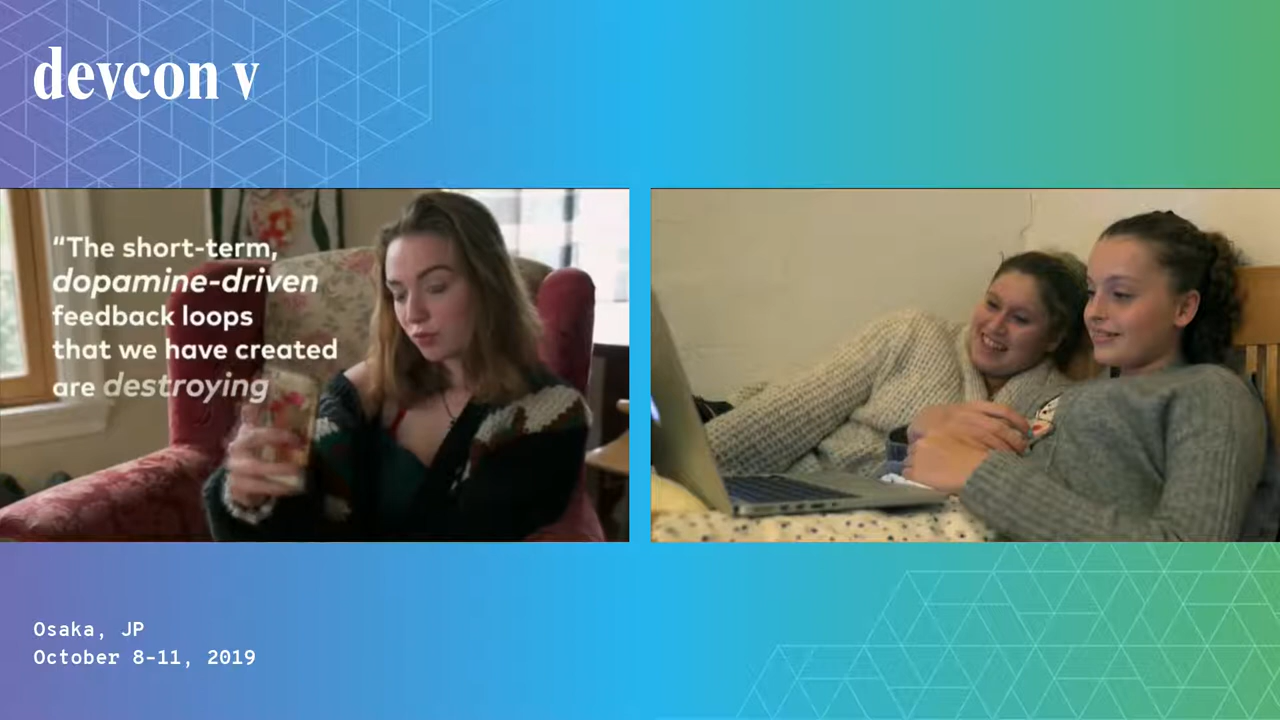 devcon v
“The short-term,
dopamine-driven
feedback loops
that we have created
are destroying
Osaka, JP
October 8-11, 2019